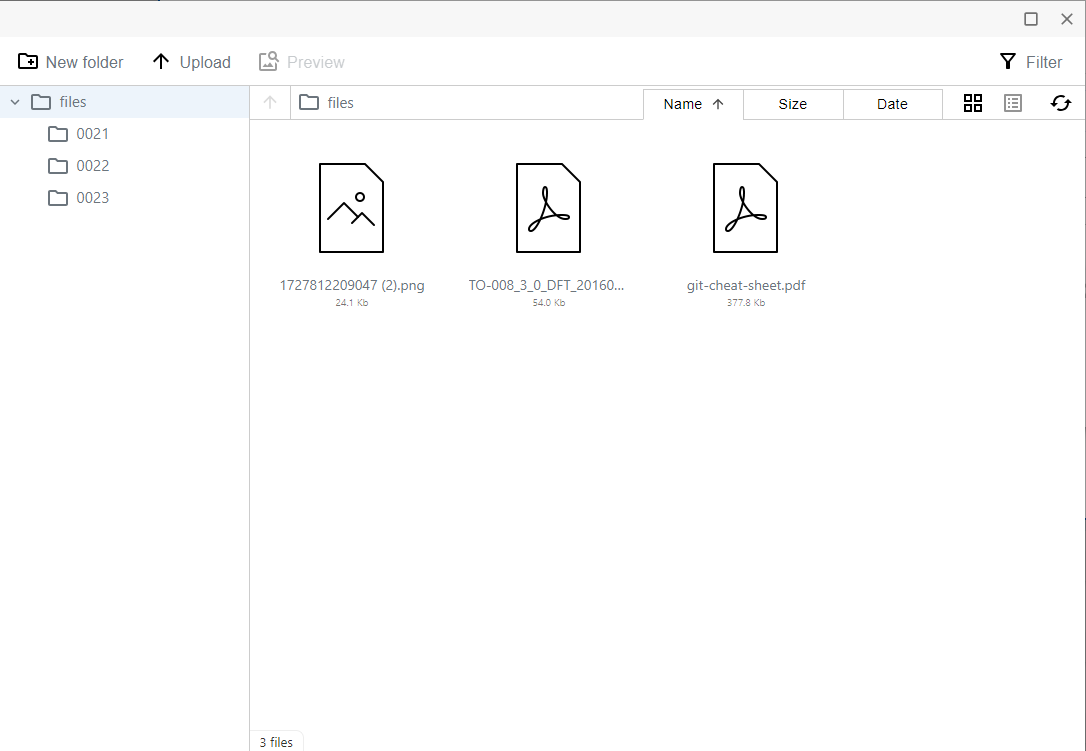 New folder Upload Preview Filter
files
0021
0022
0023
files Name Size Date
1727812209047 (2).png TO-008_3_0_DFT_20160... git-cheat-sheet.pdf
24.1 Kb 54.0 Kb 377.8 Kb
3 files